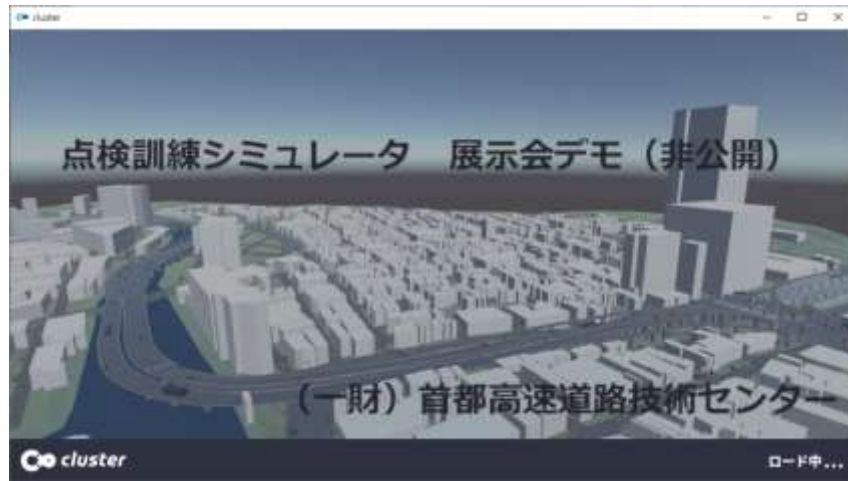 cluster
点検訓練シミュレータ　展示会デモ（非公開）
（一財）首都高速道路技術センター
cluster
ロード中...